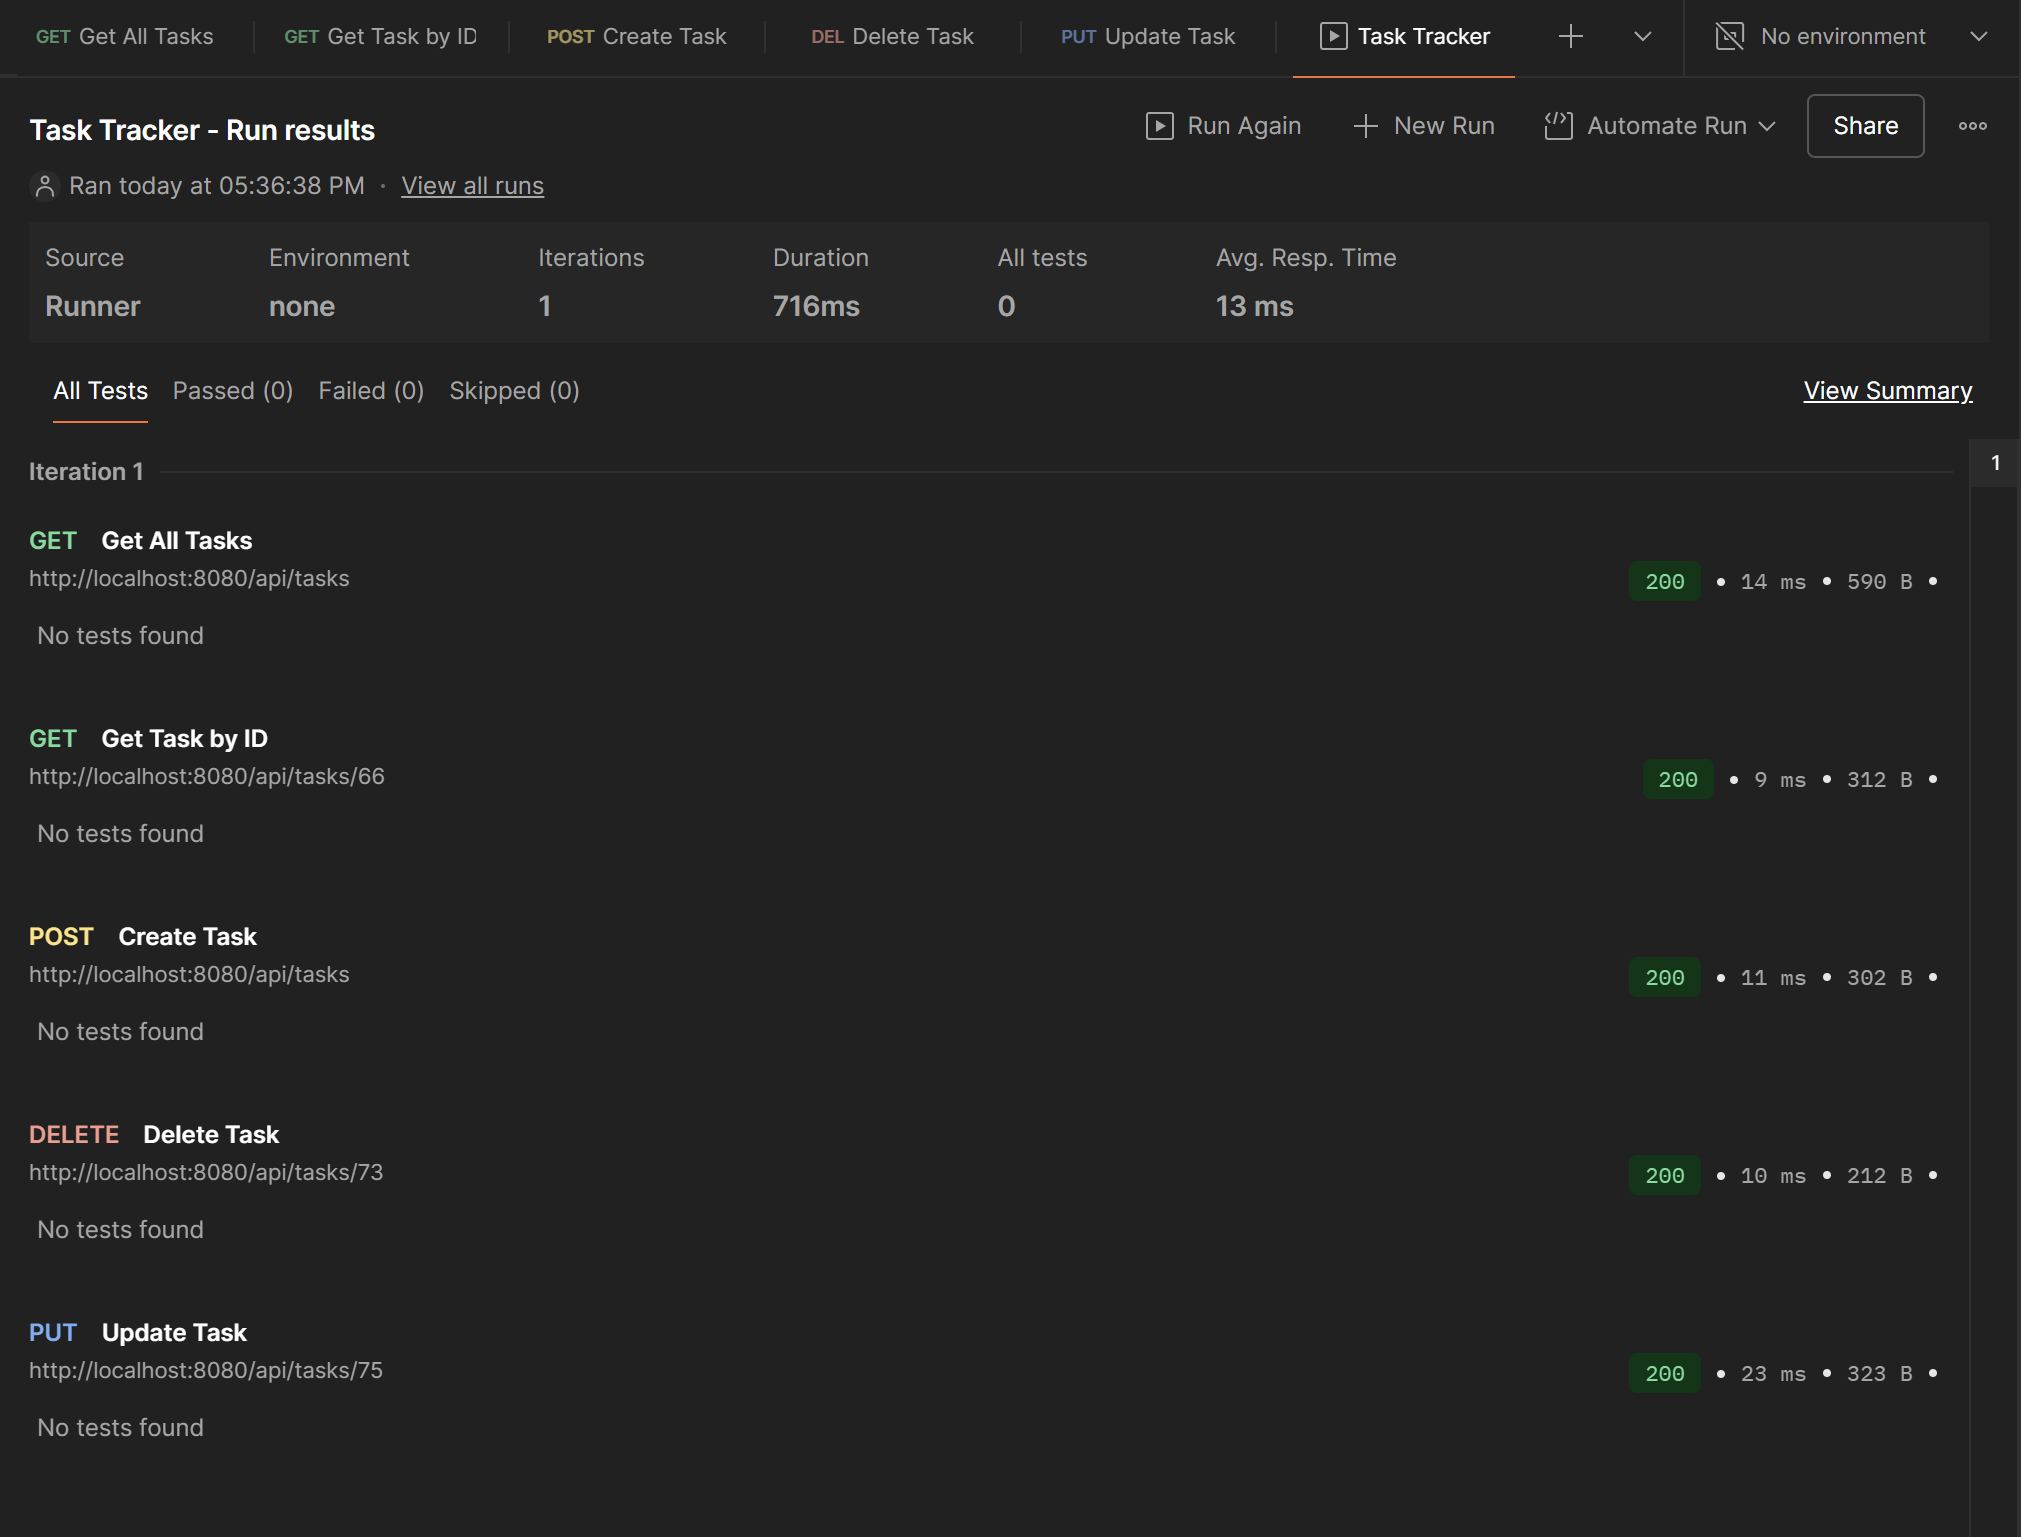 GET Get All Tasks GET Get Task by ID POST Create Task DEL Delete Task PUT Update Task Task Tracker No environment
Task Tracker - Run results Run Again New Run Automate Run Share
Ran today at 05:36:38 PM · View all runs
Source Environment Iterations Duration All tests Avg. Resp. Time
Runner none 1 716ms 0 13 ms
All Tests Passed (0) Failed (0) Skipped (0) View Summary
Iteration 1 1
GET Get All Tasks
http://localhost:8080/api/tasks 200 • 14 ms • 590 B •
No tests found
GET Get Task by ID
http://localhost:8080/api/tasks/66 200 • 9 ms • 312 B •
No tests found
POST Create Task
http://localhost:8080/api/tasks 200 • 11 ms • 302 B •
No tests found
DELETE Delete Task
http://localhost:8080/api/tasks/73 200 • 10 ms • 212 B •
No tests found
PUT Update Task
http://localhost:8080/api/tasks/75 200 • 23 ms • 323 B •
No tests found